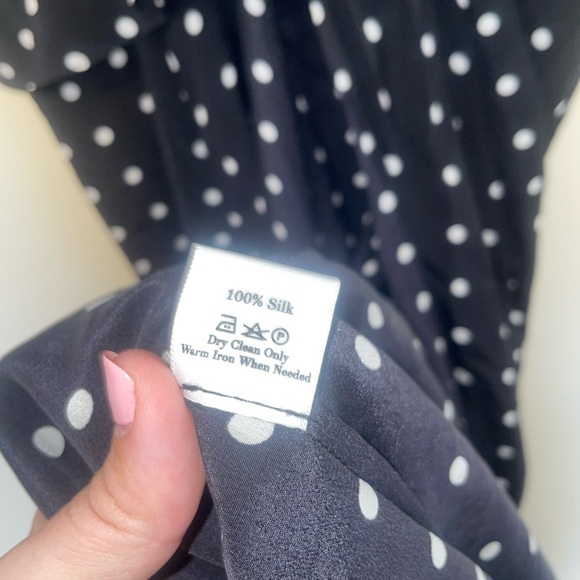 100% Silk
P
Dry Clean Only
Warm Iron When Needed